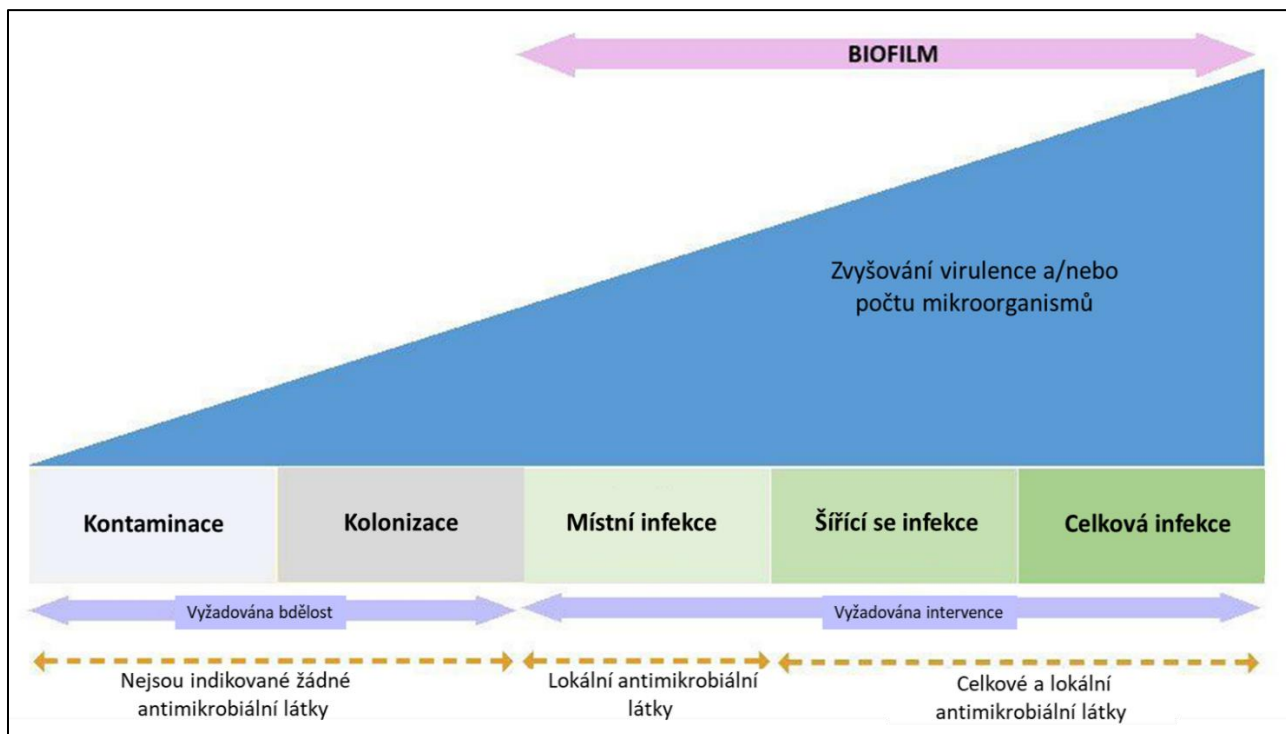 BIOFILM
Zvyšování virulence a/nebo
počtu mikroorganismů
Kontaminace
Kolonizace
Místní infekce
Šířící se infekce
Celková infekce
Vyžadována bdělost
Vyžadována intervence
Nejsou indikované žádné
antimikrobiální látky
Lokální antimikrobiální
látky
Celkové a lokální
antimikrobiální látky